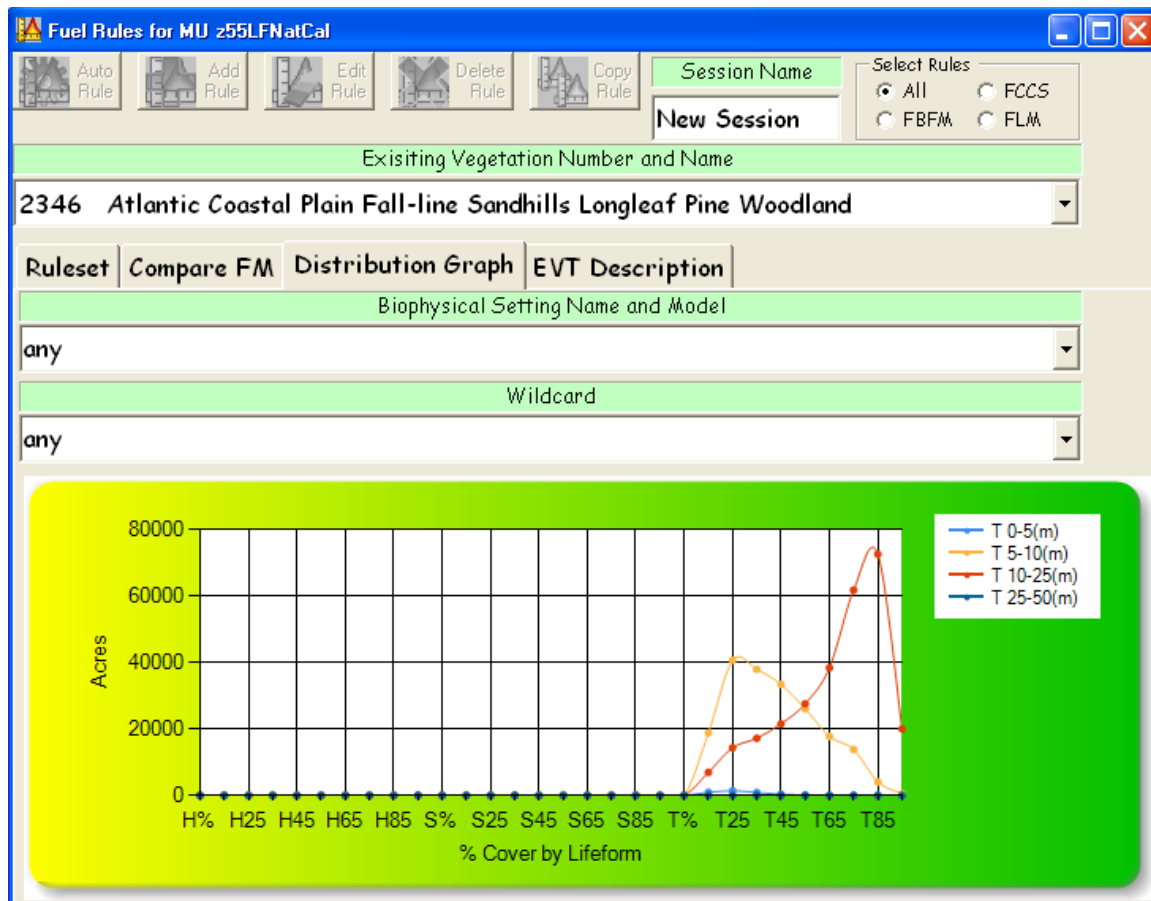 Fuel Rules for MU z55LFNatCal
Auto Rule
Add Rule
Edit Rule
Delete Rule
Copy Rule
Session Name
New Session
Select Rules
All
FCCS
FBFM
FLM
Exisiting Vegetation Number and Name
2346 Atlantic Coastal Plain Fall-line Sandhills Longleaf Pine Woodland
Ruleset
Compare FM
Distribution Graph
EVT Description
Biophysical Setting Name and Model
any
Wildcard
any
80000
60000
40000
20000
0
Acres
H% H25 H45 H65 H85 S% S25 S45 S65 S85 T% T25 T45 T65 T85
% Cover by Lifeform
T 0-5(m)
T 5-10(m)
T 10-25(m)
T 25-50(m)